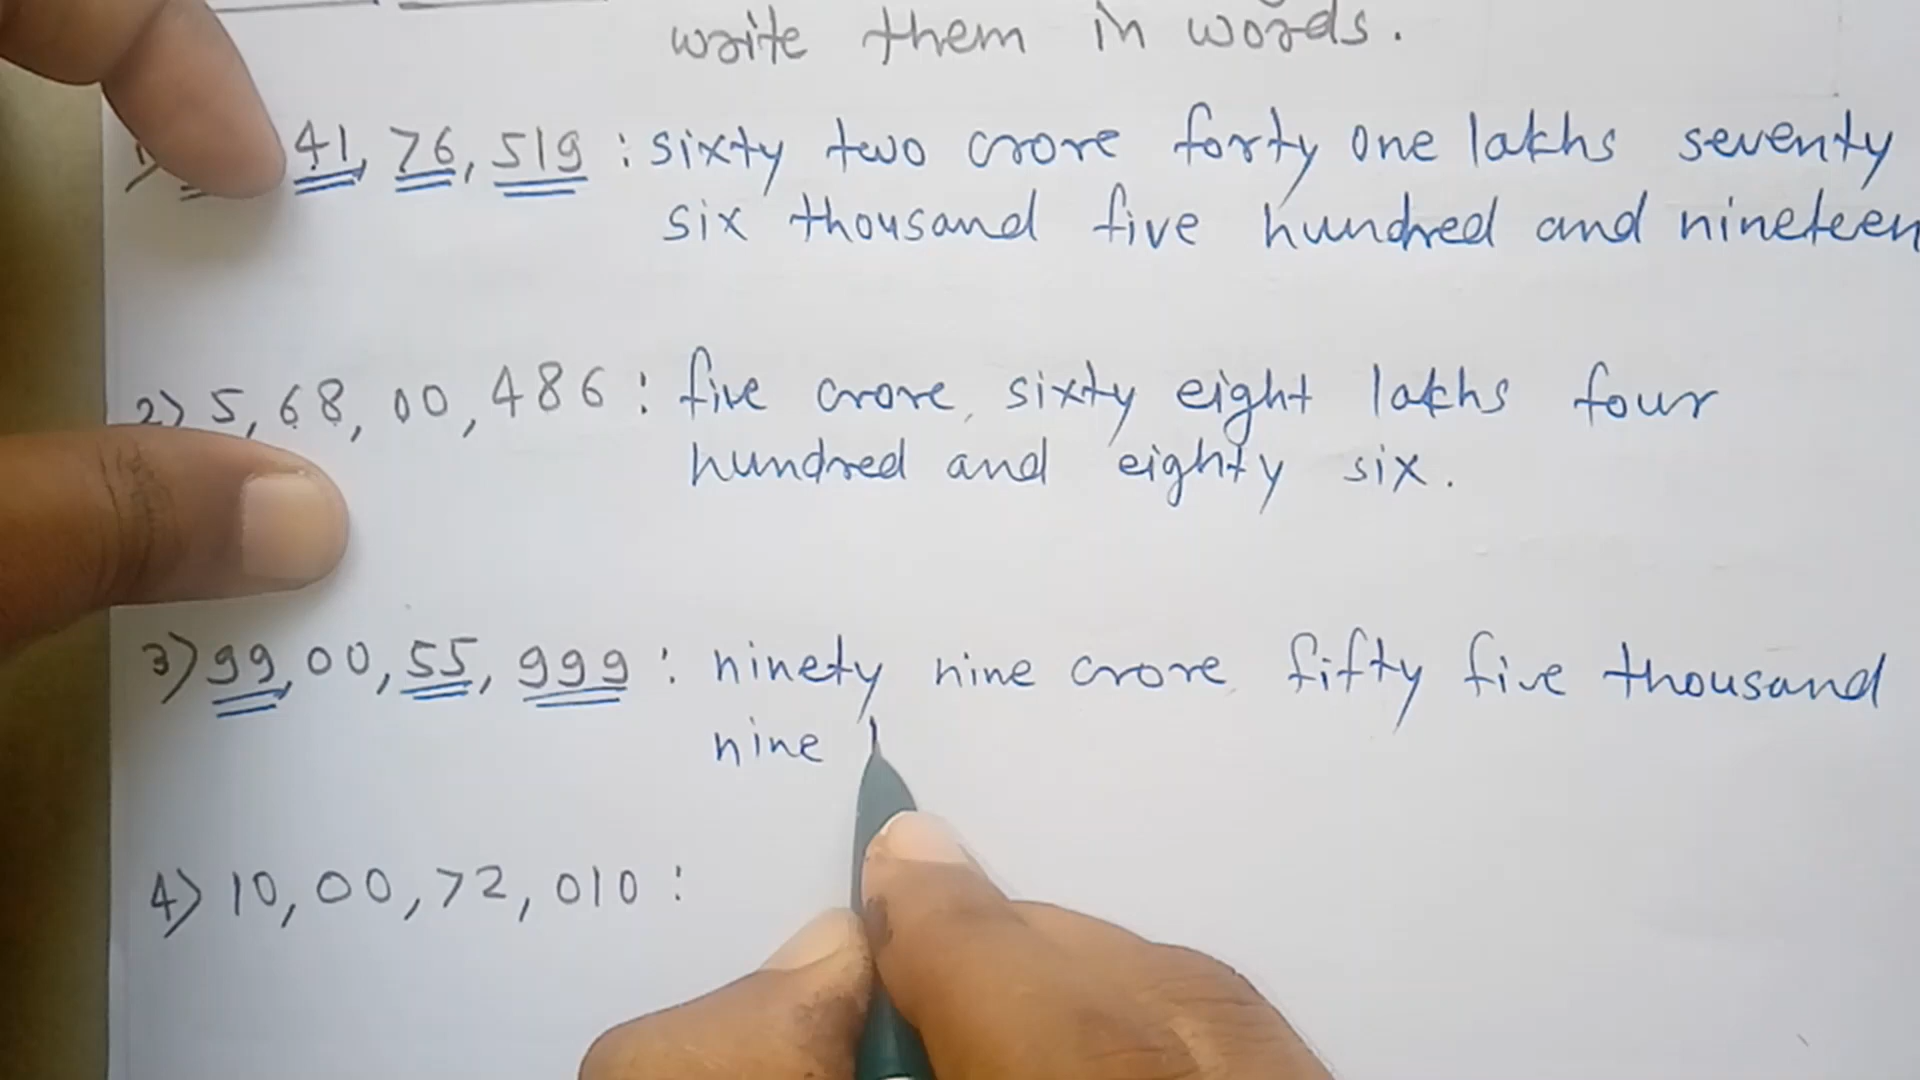 write them in words.
1) 41, 76, 519 : sixty two crore forty one lakhs seventy
six thousand five hundred and nineteen
2) 5, 68, 00, 486 : five crore, sixty eight lakhs four
hundred and eighty six.
3) 99, 00, 55, 999 : ninety nine crore, fifty five thousand
nine
4) 10, 00, 72, 010 :